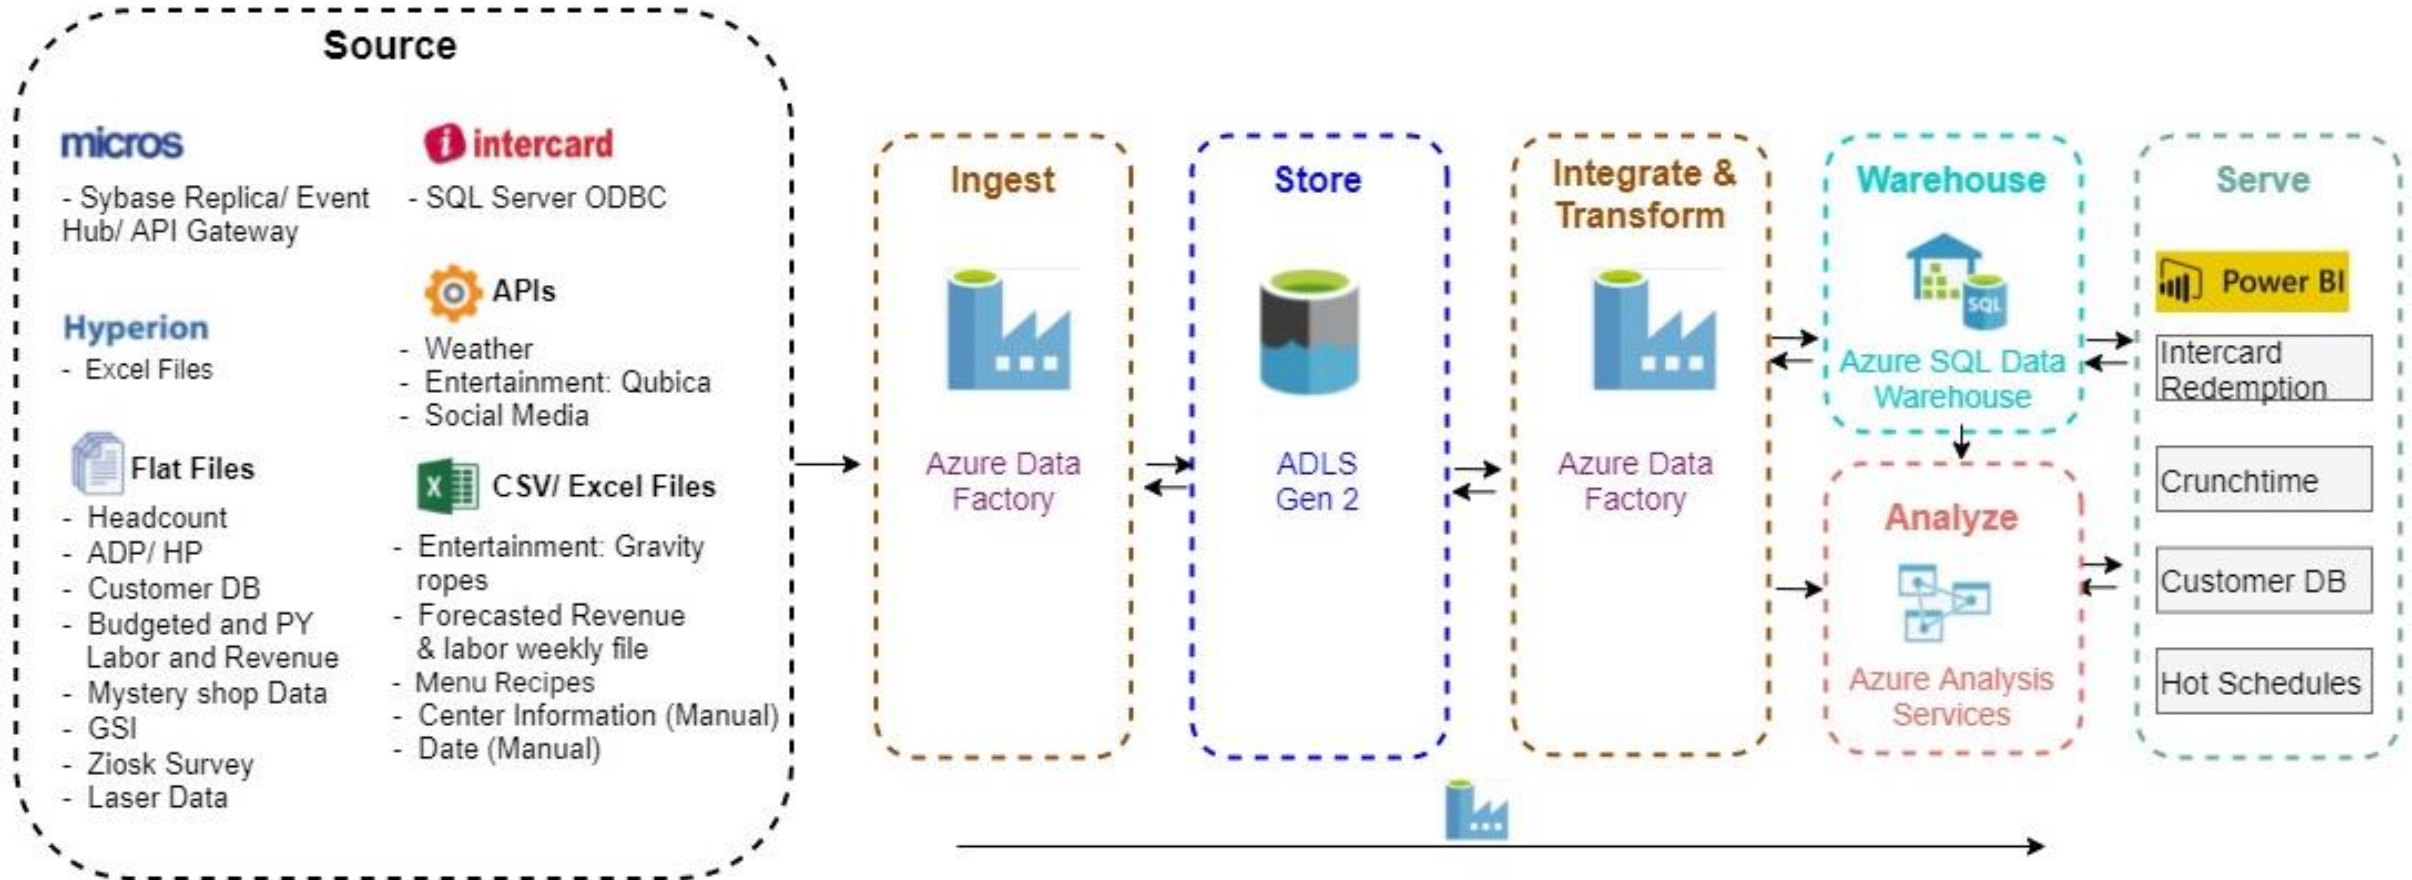 Source
micros
- Sybase Replica/ Event
Hub/ API Gateway
Hyperion
- Excel Files
Flat Files
- Headcount
- ADP/ HP
- Customer DB
- Budgeted and PY
Labor and Revenue
- Mystery shop Data
- GSI
- Ziosk Survey
- Laser Data
i intercard
- SQL Server ODBC
APIs
- Weather
- Entertainment: Qubica
- Social Media
X CSV/ Excel Files
- Entertainment: Gravity
ropes
- Forecasted Revenue
& labor weekly file
- Menu Recipes
- Center Information (Manual)
- Date (Manual)
Ingest
Azure Data
Factory
Store
ADLS
Gen 2
Integrate &
Transform
Azure Data
Factory
Warehouse
SQL
Azure SQL Data
Warehouse
Analyze
Azure Analysis
Services
Serve
Power BI
Intercard
Redemption
Crunchtime
Customer DB
Hot Schedules